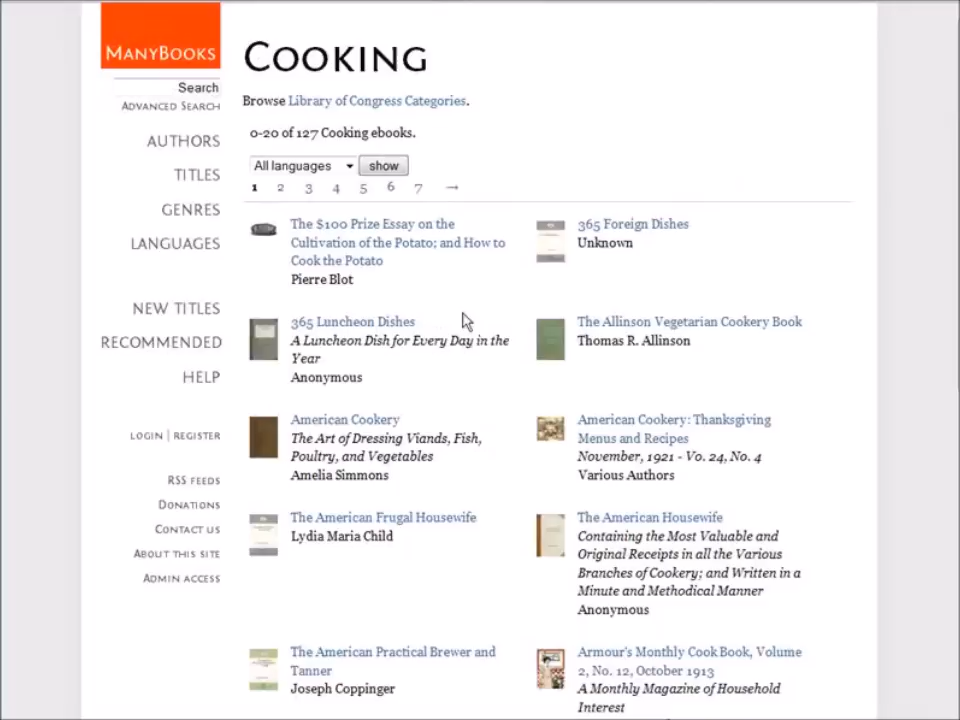 MANYBOOKS
Search
ADVANCED SEARCH
AUTHORS
TITLES
GENRES
LANGUAGES
NEW TITLES
RECOMMENDED
HELP
LOGIN | REGISTER
RSS FEEDS
DONATIONS
CONTACT US
ABOUT THIS SITE
ADMIN ACCESS
COOKING
Browse Library of Congress Categories.
0-20 of 127 Cooking ebooks.
All languages show
1 2 3 4 5 6 7 →
The $100 Prize Essay on the
Cultivation of the Potato; and How to
Cook the Potato
Pierre Blot
365 Foreign Dishes
Unknown
365 Luncheon Dishes
A Luncheon Dish for Every Day in the
Year
Anonymous
The Allinson Vegetarian Cookery Book
Thomas R. Allinson
American Cookery
The Art of Dressing Viands, Fish,
Poultry, and Vegetables
Amelia Simmons
American Cookery: Thanksgiving
Menus and Recipes
November, 1921 - Vo. 24, No. 4
Various Authors
The American Frugal Housewife
Lydia Maria Child
The American Housewife
Containing the Most Valuable and
Original Receipts in all the Various
Branches of Cookery; and Written in a
Minute and Methodical Manner
Anonymous
The American Practical Brewer and
Tanner
Joseph Coppinger
Armour's Monthly Cook Book, Volume
2, No. 12, October 1913
A Monthly Magazine of Household
Interest